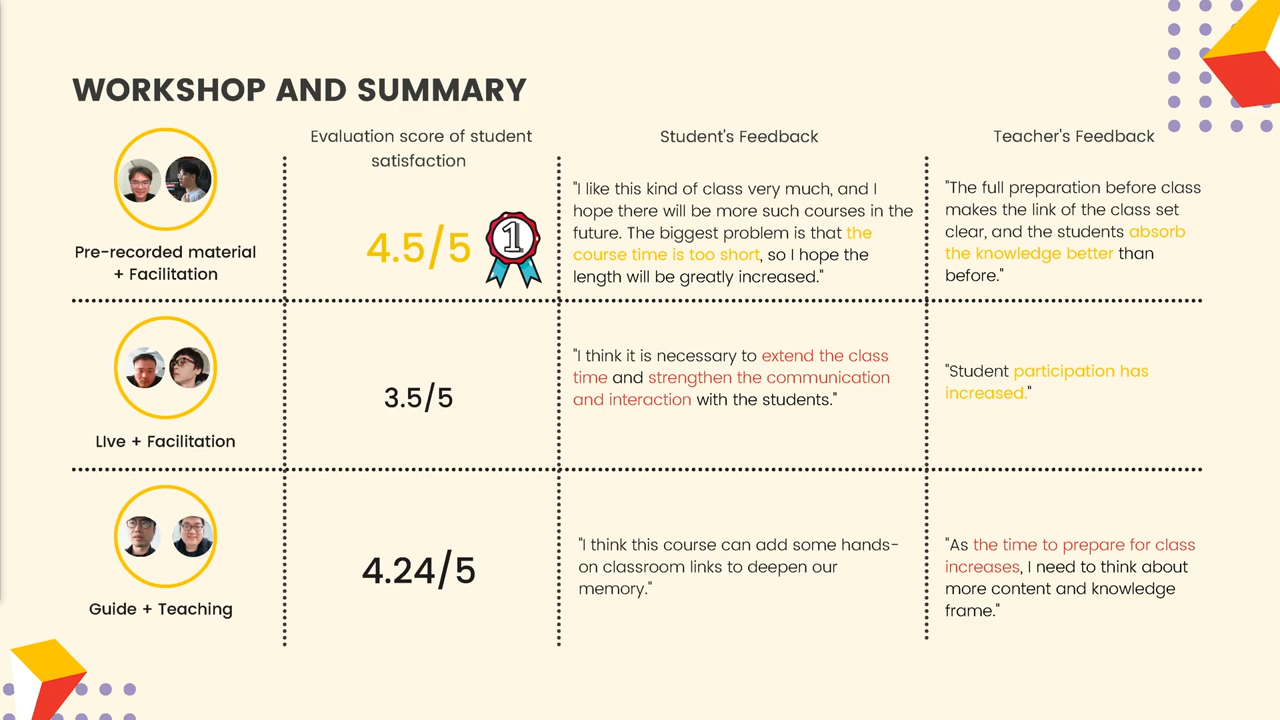 WORKSHOP AND SUMMARY
Evaluation score of student
satisfaction
Student's Feedback
Teacher's Feedback
Pre-recorded material
+ Facilitation
4.5/5
1
"I like this kind of class very much, and I
hope there will be more such courses in the
future. The biggest problem is that the
course time is too short, so I hope the
length will be greatly increased."
"The full preparation before class
makes the link of the class set
clear, and the students absorb
the knowledge better than
before."
LIve + Facilitation
3.5/5
"I think it is necessary to extend the class
time and strengthen the communication
and interaction with the students."
"Student participation has
increased."
Guide + Teaching
4.24/5
"I think this course can add some hands-
on classroom links to deepen our
memory."
"As the time to prepare for class
increases, I need to think about
more content and knowledge
frame."